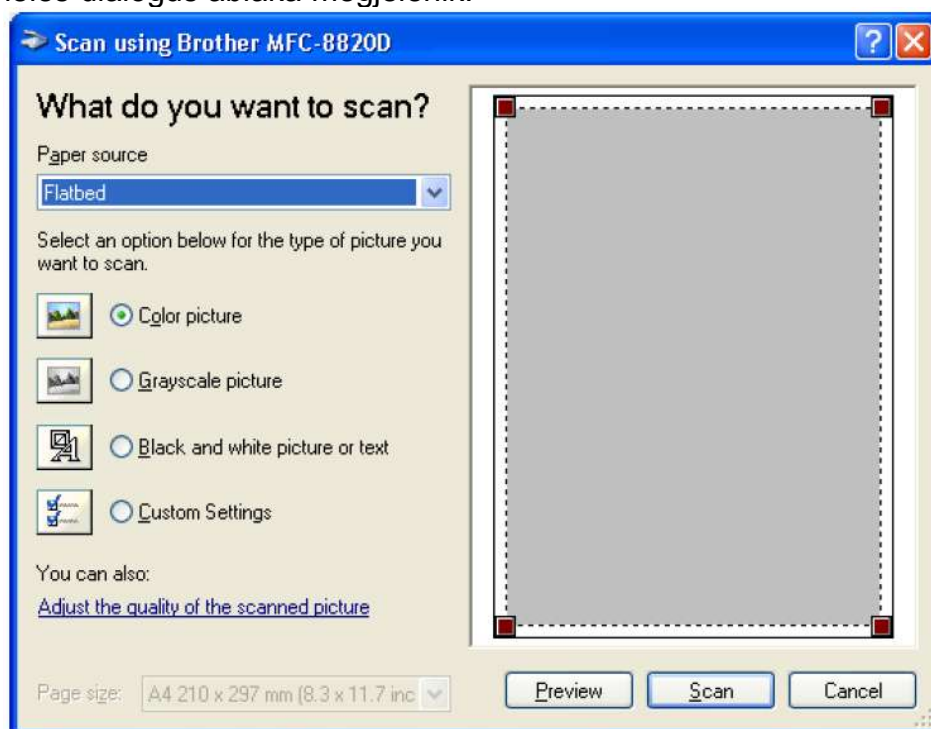 dialógus ablaka megjelenik.
Scan using Brother MFC-8820D
What do you want to scan?
Paper source
Flatbed
Select an option below for the type of picture you
want to scan.
Color picture
Grayscale picture
Black and white picture or text
Custom Settings
You can also:
Adjust the quality of the scanned picture
Page size: A4 210 x 297 mm (8.3 x 11.7 inc
Preview Scan Cancel